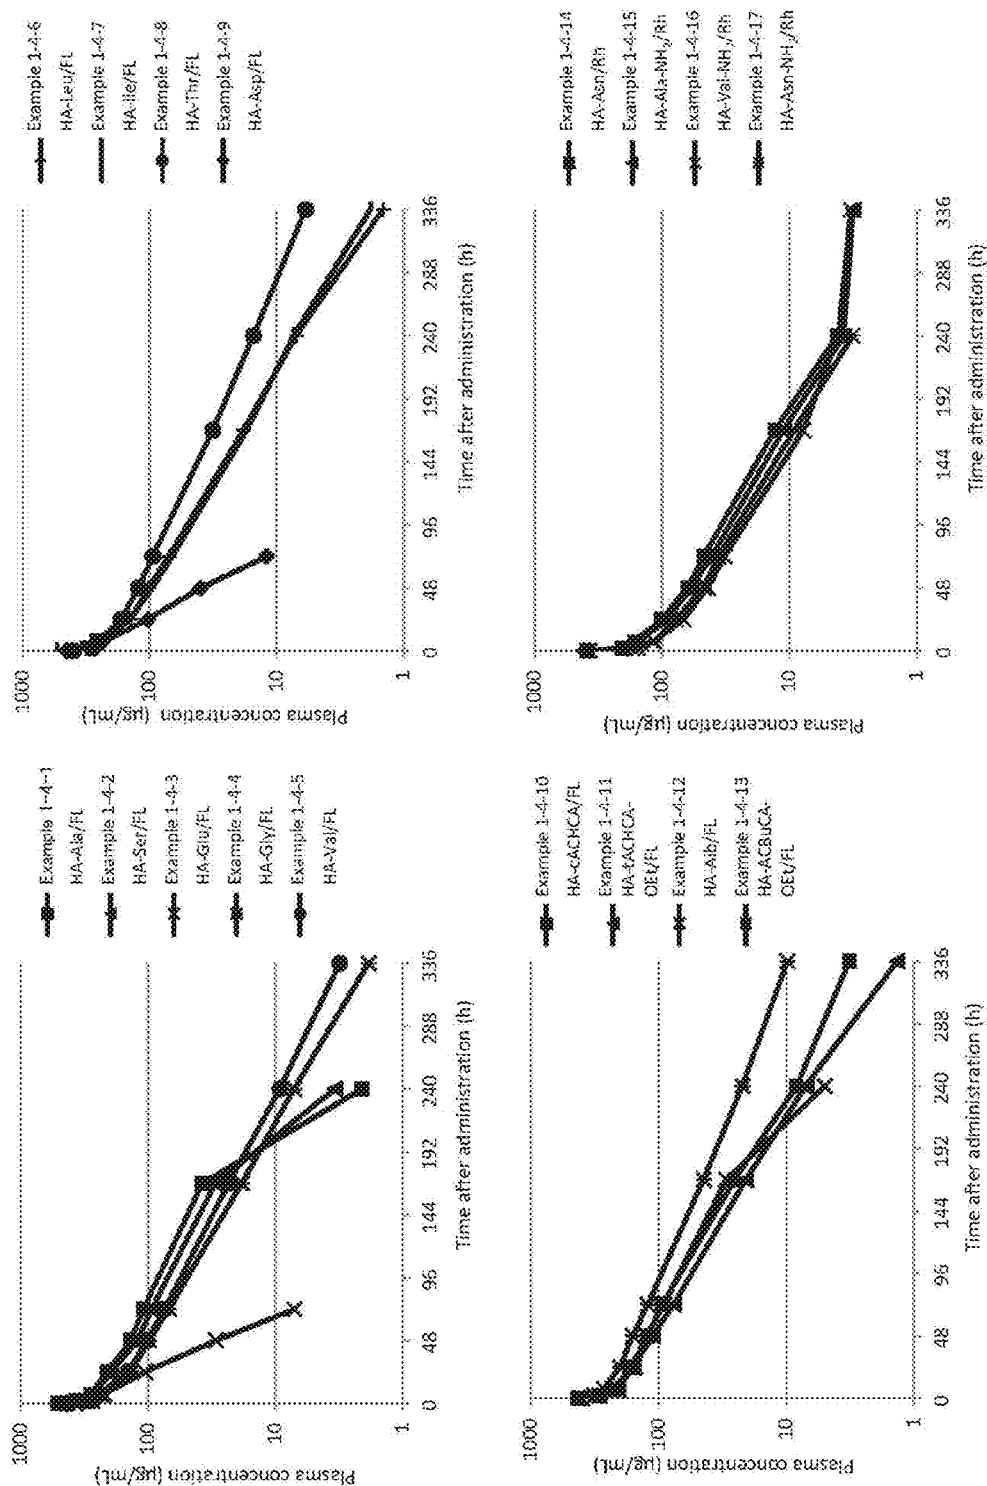 Plasma concentration (µg/mL)
1000
100
10
1
0 48 96 144 192 240 288 336
Time after administration (h)
Example 1-4-1
HA-Ala/FL
Example 1-4-2
HA-Ser/FL
Example 1-4-3
HA-Glu/FL
Example 1-4-4
HA-Gly/FL
Example 1-4-5
HA-Val/FL
Plasma concentration (µg/mL)
1000
100
10
1
0 48 96 144 192 240 288 336
Time after administration (h)
Example 1-4-6
HA-Leu/FL
Example 1-4-7
HA-Ile/FL
Example 1-4-8
HA-Thr/FL
Example 1-4-9
HA-Asp/FL
Plasma concentration (µg/mL)
1000
100
10
1
0 48 96 144 192 240 288 336
Time after administration (h)
Example 1-4-10
HA-cACHCA/FL
Example 1-4-11
HA-tACHCA-
OEt/FL
Example 1-4-12
HA-Aib/FL
Example 1-4-13
HA-ACBuCA-
OEt/FL
Plasma concentration (µg/mL)
1000
100
10
1
0 48 96 144 192 240 288 336
Time after administration (h)
Example 1-4-14
HA-Asn/Rh
Example 1-4-15
HA-Ala-NH₂/Rh
Example 1-4-16
HA-Val-NH₂/Rh
Example 1-4-17
HA-Asn-NH₂/Rh